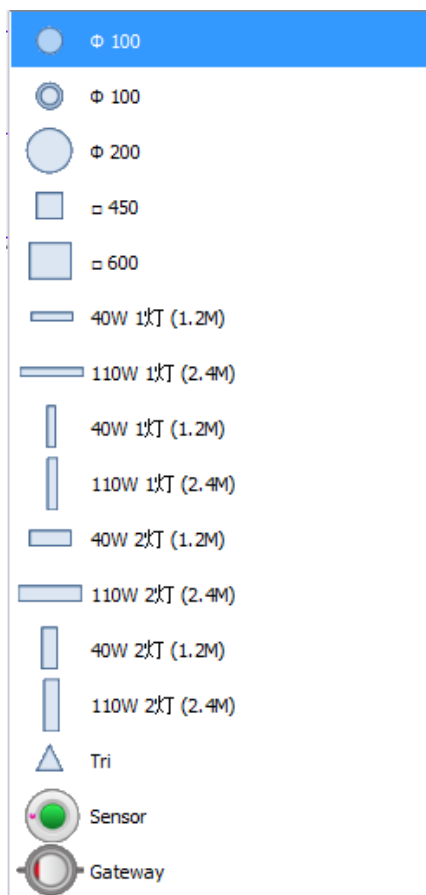 Φ 100
Φ 100
Φ 200
□ 450
□ 600
40W 1灯 (1.2M)
110W 1灯 (2.4M)
40W 1灯 (1.2M)
110W 1灯 (2.4M)
40W 2灯 (1.2M)
110W 2灯 (2.4M)
40W 2灯 (1.2M)
110W 2灯 (2.4M)
Tri
Sensor
Gateway